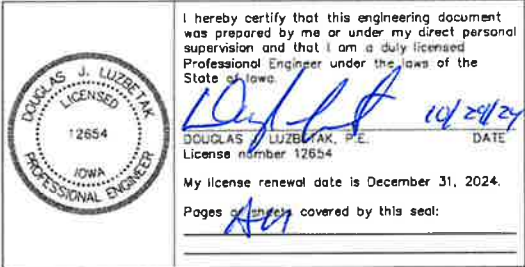 DOUGLAS J. LUZBETAK
LICENSED
12654
IOWA
PROFESSIONAL ENGINEER
I hereby certify that this engineering document
was prepared by me or under my direct personal
supervision and that I am a duly licensed
Professional Engineer under the laws of the
State of Iowa.
10/29/24
DOUGLAS J. LUZBETAK, P.E. DATE
License number 12654
My license renewal date is December 31, 2024.
Pages or sheets covered by this seal:
All